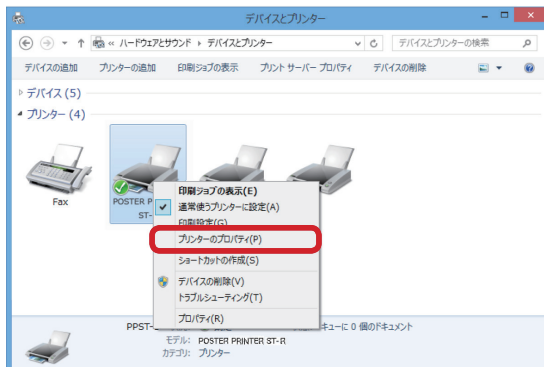 デバイスとプリンター
« ハードウェアとサウンド ▸ デバイスとプリンター
デバイスとプリンターの検索
デバイスの追加 プリンターの追加 印刷ジョブの表示 プリント サーバー プロパティ デバイスの削除
デバイス (5)
プリンター (4)
Fax
POSTER P
ST-
印刷ジョブの表示(E)
通常使うプリンターに設定(A)
印刷設定(G)
プリンターのプロパティ(P)
ショートカットの作成(S)
デバイスの削除(V)
トラブルシューティング(T)
プロパティ(R)
PPST-
キューに 0 個のドキュメント
モデル: POSTER PRINTER ST-R
カテゴリ: プリンター